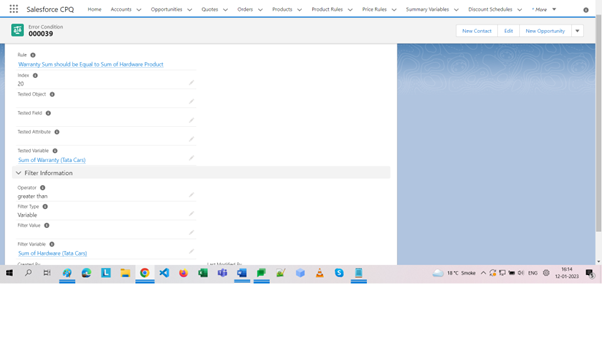 Salesforce CPQ Home Accounts Opportunities Quotes Orders Products Product Rules Price Rules Summary Variables Discount Schedules * More
Error Condition
000039
New Contact Edit New Opportunity
Rule
Warranty Sum should be Equal to Sum of Hardware Product
Index
20
Tested Object
Tested Field
Tested Attribute
Tested Variable
Sum of Warranty (Tata Cars)
Filter Information
Operator
greater than
Filter Type
Variable
Filter Value
Filter Variable
Sum of Hardware (Tata Cars)
Created By Last Modified By
18°C Smoke ENG 16:14
12-01-2023